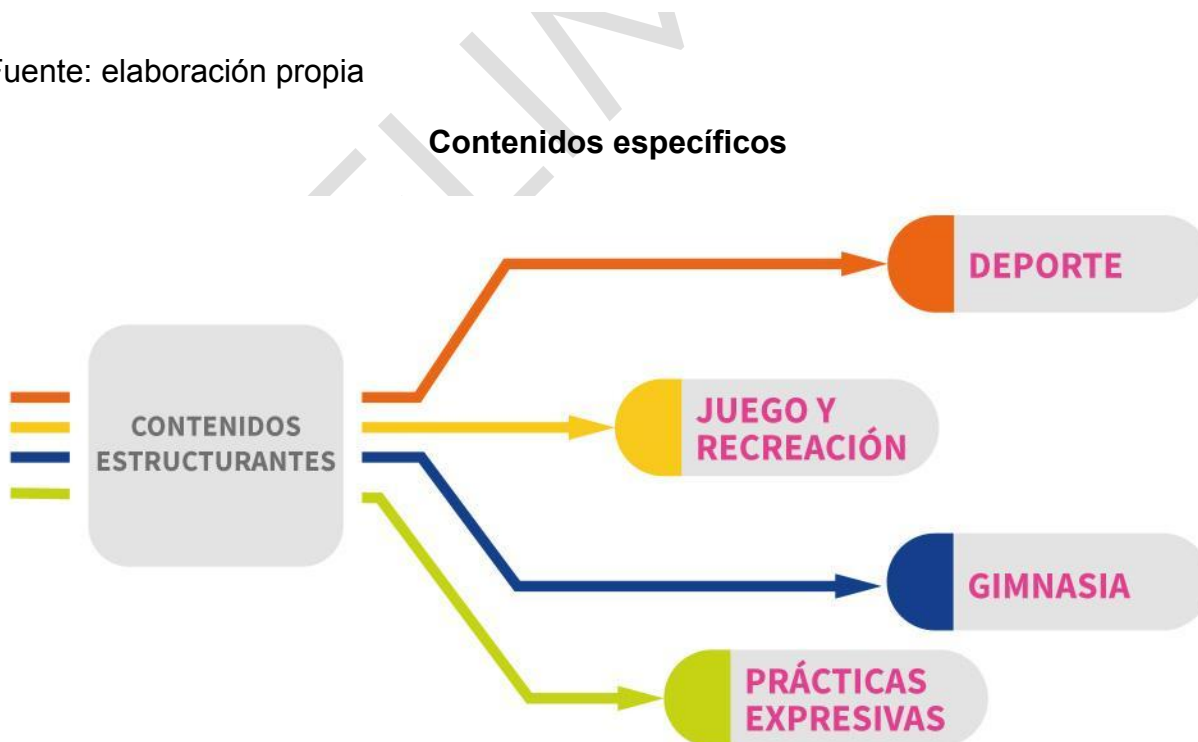 Fuente: elaboración propia
Contenidos específicos
DEPORTE
JUEGO Y
RECREACIÓN
CONTENIDOS
ESTRUCTURANTES
GIMNASIA
PRÁCTICAS
EXPRESIVAS